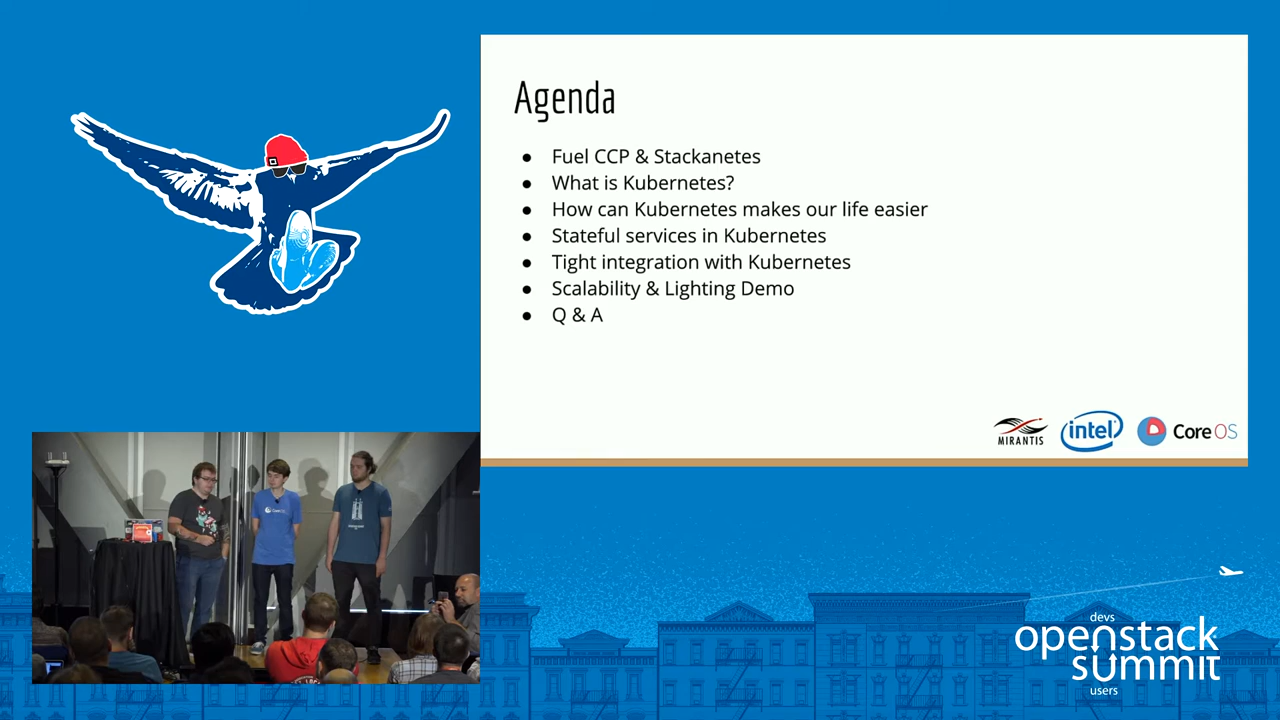 Agenda
● Fuel CCP & Stackanetes
● What is Kubernetes?
● How can Kubernetes makes our life easier
● Stateful services in Kubernetes
● Tight integration with Kubernetes
● Scalability & Lighting Demo
● Q & A
MIRANTIS
intel
CoreOS
devs
openstack
summit
users